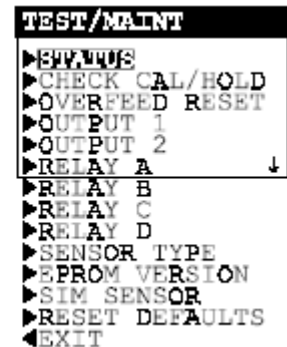 TEST/MAINT
▶STATUS
▶CHECK CAL/HOLD
▶OVERFEED RESET
▶OUTPUT 1
▶OUTPUT 2
▶RELAY A ↓
▶RELAY B
▶RELAY C
▶RELAY D
▶SENSOR TYPE
▶EPROM VERSION
▶SIM SENSOR
▶RESET DEFAULTS
◀EXIT